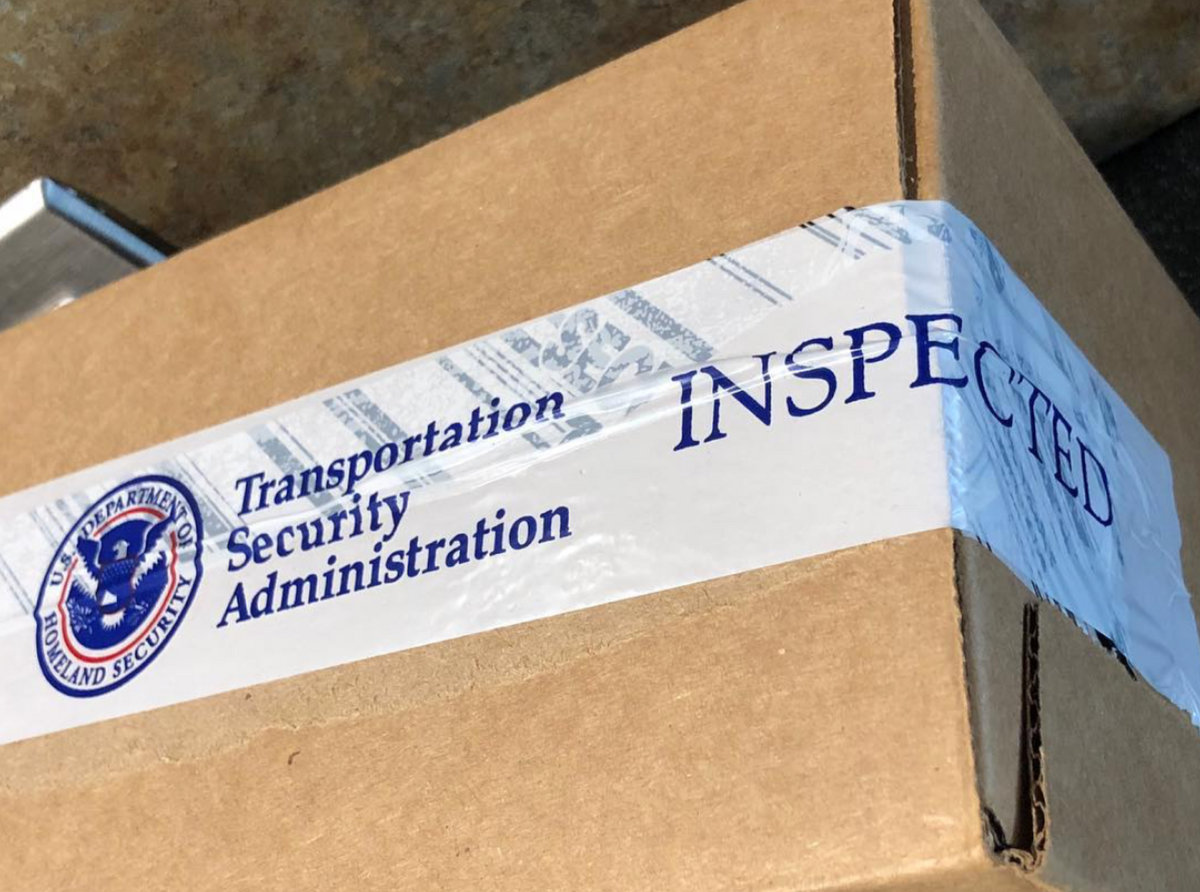 U.S. DEPARTMENT OF
HOMELAND SECURITY
Transportation
Security
Administration
INSPECTED